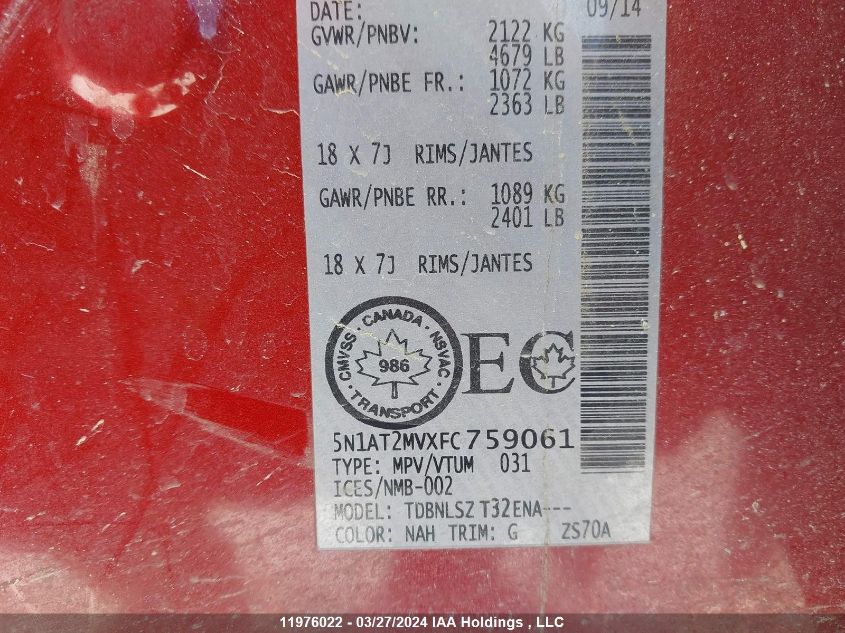 DATE: 09/14
GVWR/PNBV: 2122 KG
4679 LB
GAWR/PNBE FR.: 1072 KG
2363 LB
18 X 7J RIMS/JANTES
GAWR/PNBE RR.: 1089 KG
2401 LB
18 X 7J RIMS/JANTES
CMVSS · CANADA · NSVAC
986
TRANSPORT
EC
5N1AT2MVXFC759061
TYPE: MPV/VTUM 031
ICES/NMB-002
MODEL: TDBNLSZ T32ENA---
COLOR: NAH TRIM: G ZS70A
11976022 - 03/27/2024 IAA Holdings , LLC